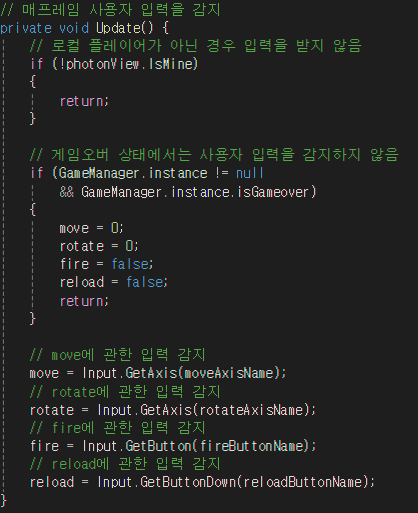 // 매프레임 사용자 입력을 감지
private void Update() {
// 로컬 플레이어가 아닌 경우 입력을 받지 않음
if (!photonView.IsMine)
{
return;
}
// 게임오버 상태에서는 사용자 입력을 감지하지 않음
if (GameManager.instance != null
&& GameManager.instance.isGameover)
{
move = 0;
rotate = 0;
fire = false;
reload = false;
return;
}
// move에 관한 입력 감지
move = Input.GetAxis(moveAxisName);
// rotate에 관한 입력 감지
rotate = Input.GetAxis(rotateAxisName);
// fire에 관한 입력 감지
fire = Input.GetButton(fireButtonName);
// reload에 관한 입력 감지
reload = Input.GetButtonDown(reloadButtonName);
}